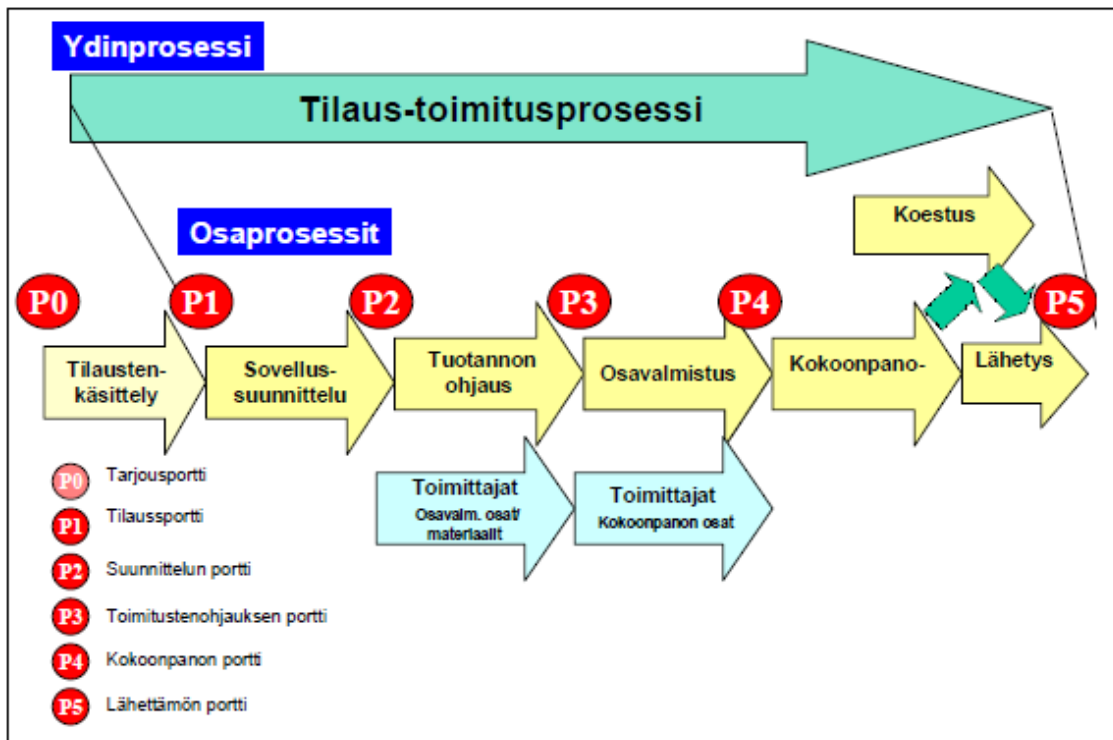 Ydinprosessi
Tilaus-toimitusprosessi
Koestus
Osaprosessit
P0
P1
P2
P3
P4
P5
Tilausten-
käsittely
Sovellus-
suunnittelu
Tuotannon
ohjaus
Osavalmistus
Kokoonpano-
Lähetys
Toimittajat
Osavalm. osat/
materiaalit
Toimittajat
Kokoonpanon osat
P0 Tarjousportti
P1 Tilaussportti
P2 Suunnittelun portti
P3 Toimitustenohjauksen portti
P4 Kokoonpanon portti
P5 Lähettämön portti